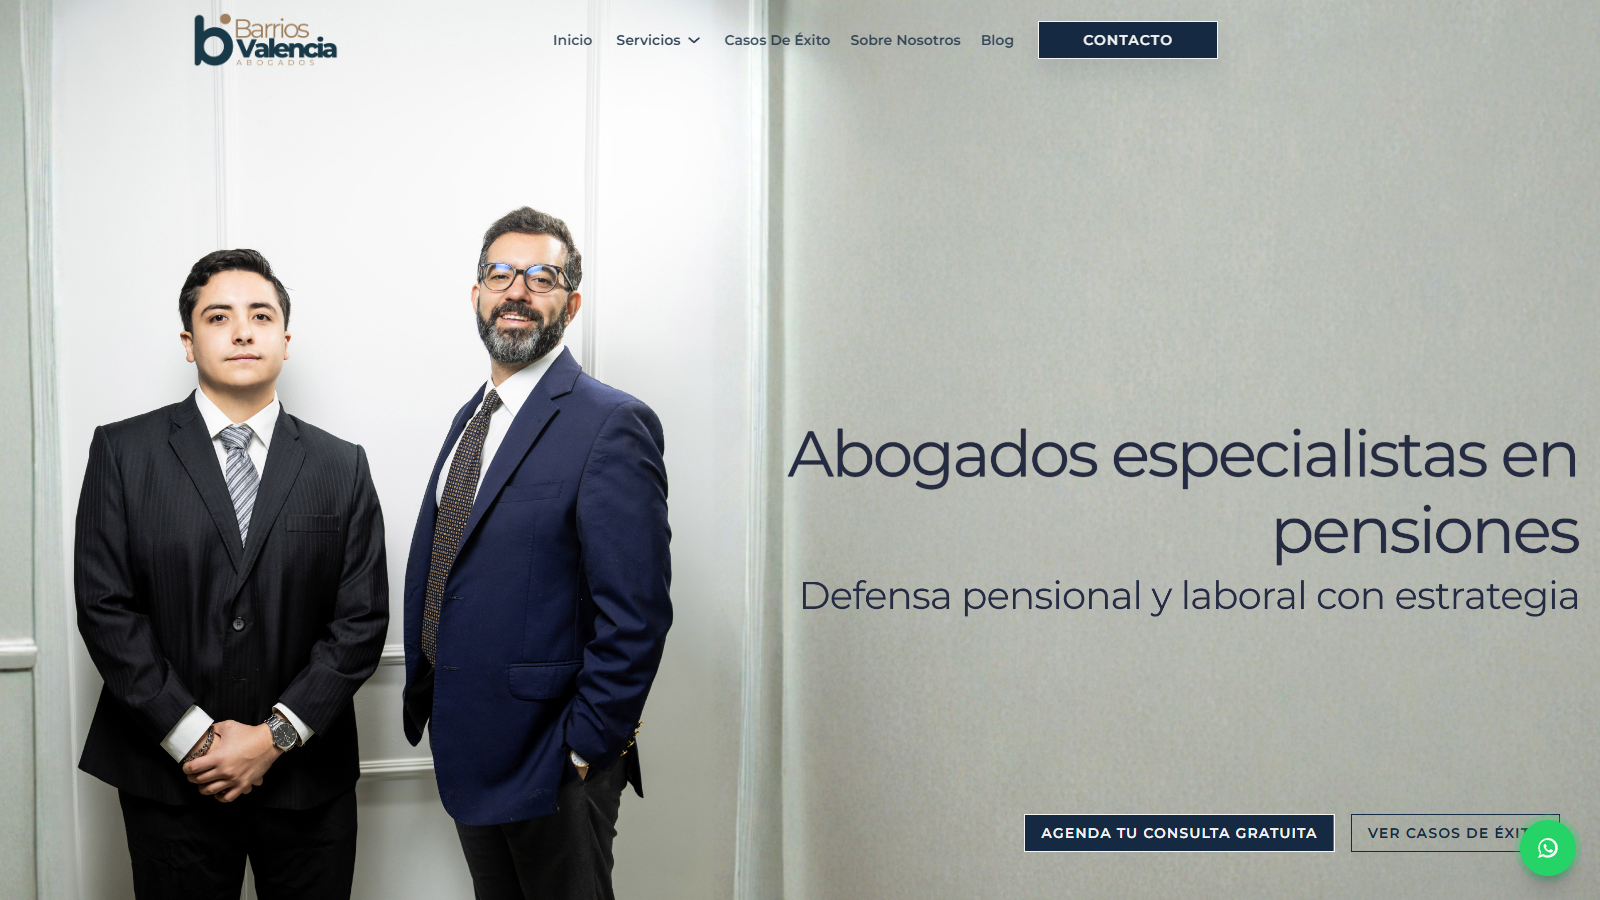 Barrios
Valencia
ABOGADOS
Inicio
Servicios
Casos De Éxito
Sobre Nosotros
Blog
CONTACTO
Abogados especialistas en
pensiones
Defensa pensional y laboral con estrategia
AGENDA TU CONSULTA GRATUITA
VER CASOS DE